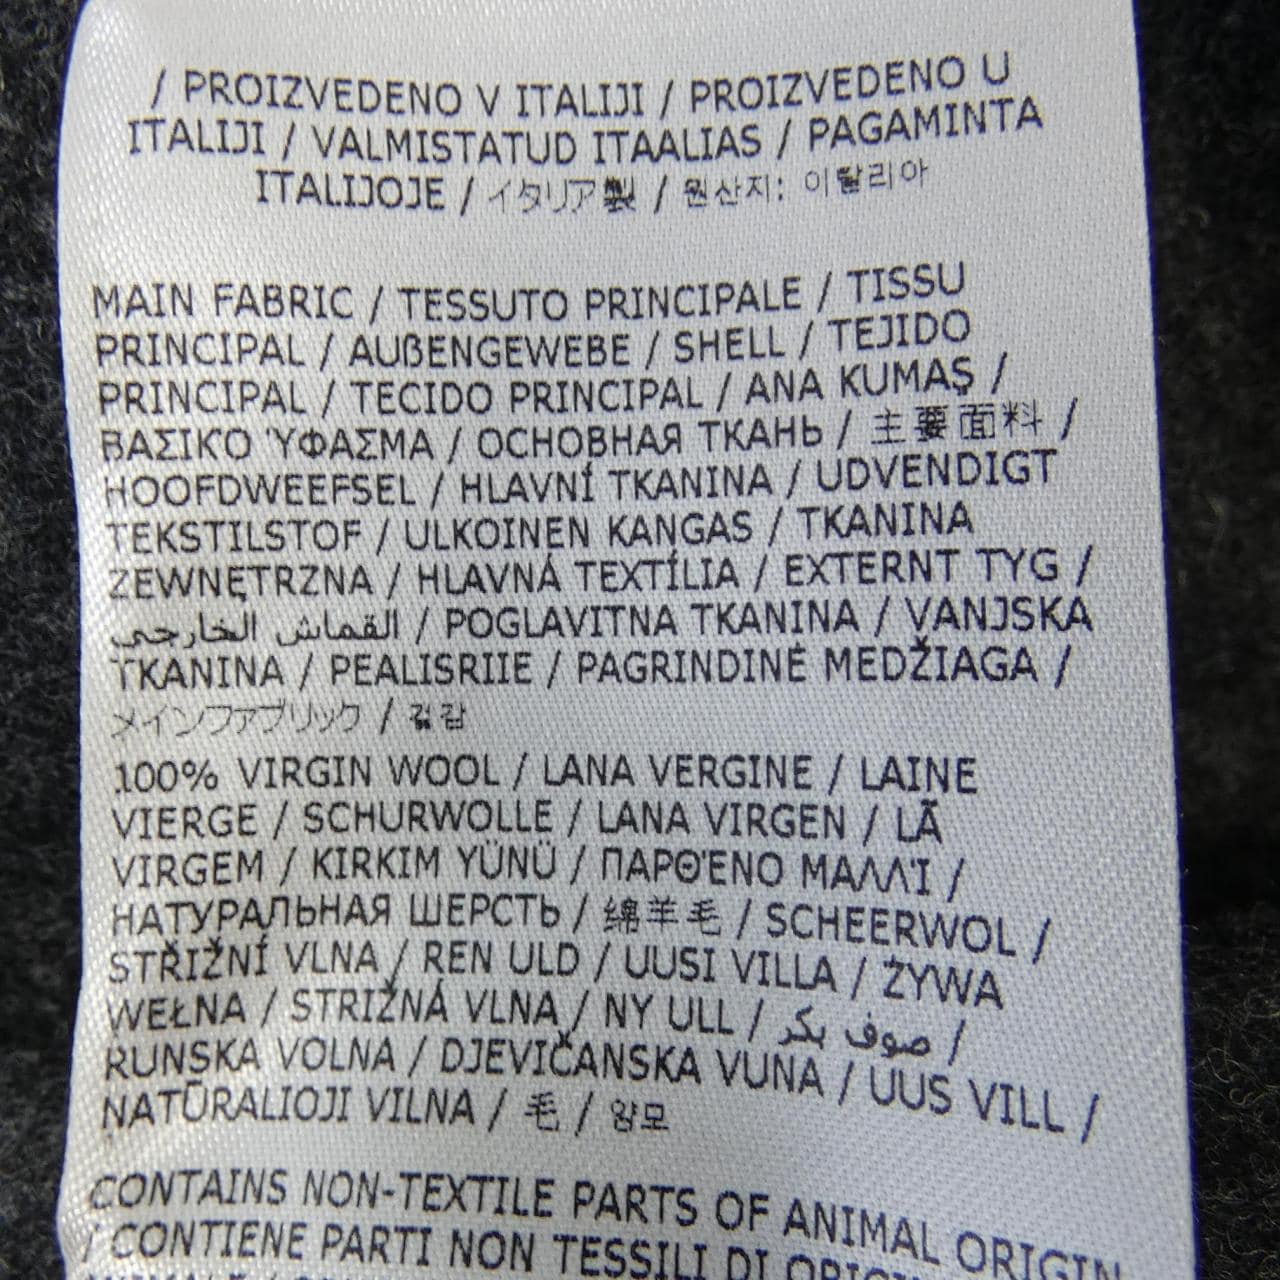 / PROIZVEDENO V ITALIJI / PROIZVEDENO U
ITALIJI / VALMISTATUD ITAALIAS / PAGAMINTA
ITALIJOJE / イタリア製 / 원산지: 이탈리아
MAIN FABRIC / TESSUTO PRINCIPALE / TISSU
PRINCIPAL / AUßENGEWEBE / SHELL / TEJIDO
PRINCIPAL / TECIDO PRINCIPAL / ANA KUMAŞ /
ΒΑΣΙΚΌ ΎΦΑΣΜΑ / ОСНОВНАЯ ТКАНЬ / 主要面料 /
HOOFDWEEFSEL / HLAVNÍ TKANINA / UDVENDIGT
TEKSTILSTOF / ULKOINEN KANGAS / TKANINA
ZEWNĘTRZNA / HLAVNÁ TEXTÍLIA / EXTERNT TYG /
القماش الخارجي / POGLAVITNA TKANINA / VANJSKA
TKANINA / PEALISRIIE / PAGRINDINĖ MEDŽIAGA /
メインファブリック / 겉감
100% VIRGIN WOOL / LANA VERGINE / LAINE
VIERGE / SCHURWOLLE / LANA VIRGEN / LÃ
VIRGEM / KIRKIM YÜNÜ / ΠΑΡΘΈΝΟ ΜΑΛΛΊ /
НАТУРАЛЬНАЯ ШЕРСТЬ / 绵羊毛 / SCHEERWOL /
STŘIŽNÍ VLNA / REN ULD / UUSI VILLA / ŻYWA
WEŁNA / STRIŽNÁ VLNA / NY ULL / صوف بكر /
RUNSKA VOLNA / DJEVIČANSKA VUNA / UUS VILL /
NATŪRALIOJI VILNA / 毛 / 양모
CONTAINS NON-TEXTILE PARTS OF ANIMAL ORIGIN
/ CONTIENE PARTI NON TESSILI DI